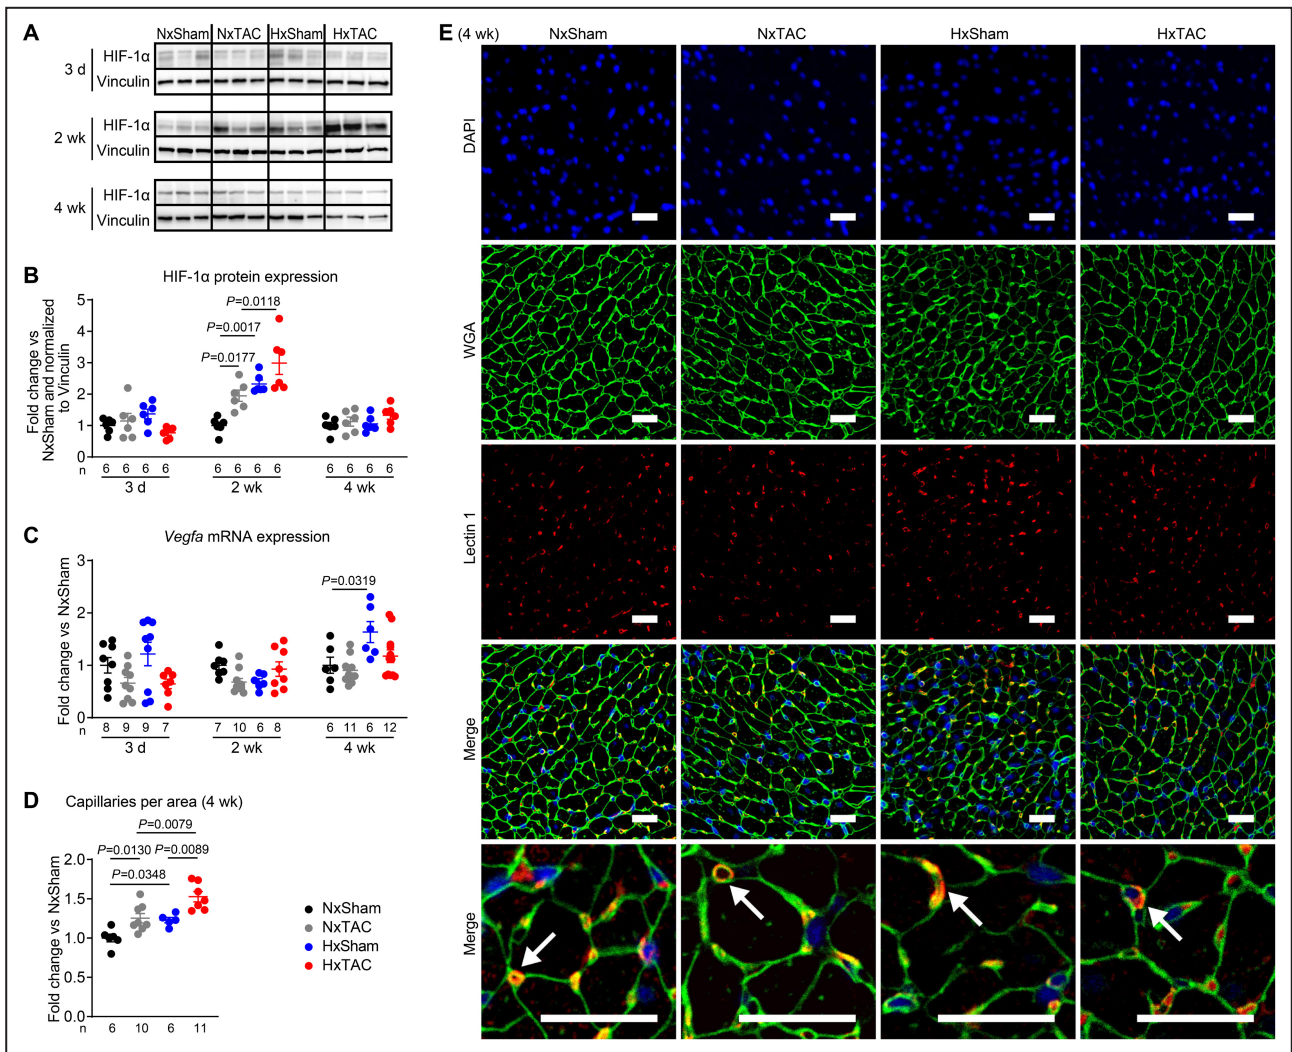 A
NxSham NxTAC HxSham HxTAC
3 d
HIF-1α
Vinculin
2 wk
HIF-1α
Vinculin
4 wk
HIF-1α
Vinculin
B
HIF-1α protein expression
Fold change vs
NxSham and normalized
to Vinculin
5
4
3
2
1
0
P=0.0118
P=0.0017
P=0.0177
n 6 6 6 6 6 6 6 6 6 6 6 6
3 d 2 wk 4 wk
C
Vegfa mRNA expression
Fold change vs NxSham
3
2
1
0
P=0.0319
n 8 9 9 7 7 10 6 8 6 11 6 12
3 d 2 wk 4 wk
D
Capillaries per area (4 wk)
P=0.0079
P=0.0130 P=0.0089
P=0.0348
Fold change vs NxSham
2.0
1.5
1.0
0.5
0.0
n 6 10 6 11
NxSham
NxTAC
HxSham
HxTAC
E (4 wk) NxSham NxTAC HxSham HxTAC
DAPI
WGA
Lectin 1
Merge
Merge